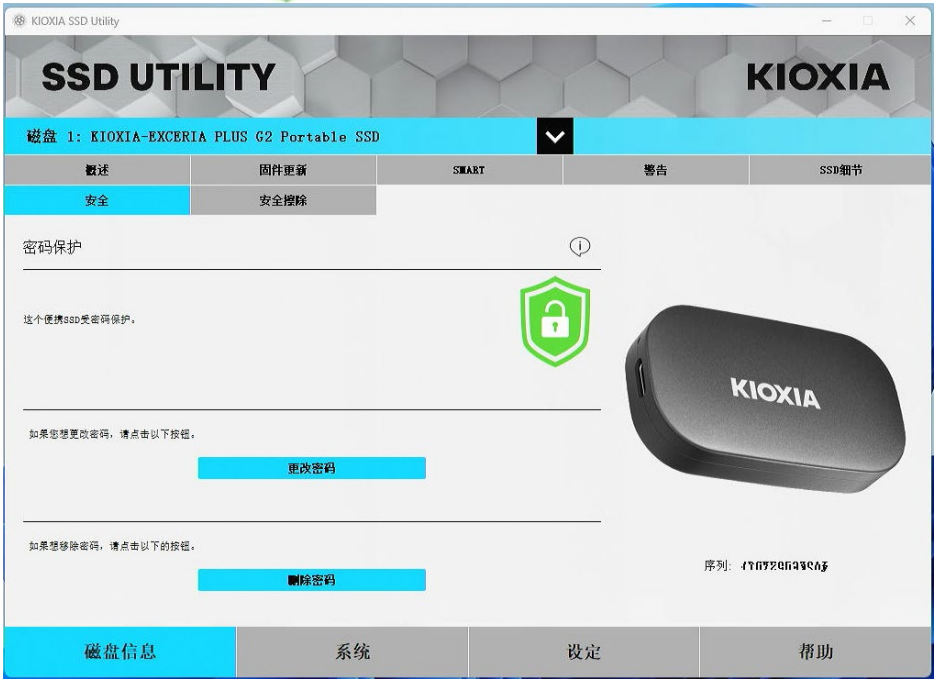 KIOXIA SSD Utility
SSD UTILITY
KIOXIA
磁盘 1: KIOXIA-EXCERIA PLUS G2 Portable SSD
概述 固件更新 SMART 警告 SSD细节
安全 安全擦除
密码保护
这个便携SSD受密码保护。
KIOXIA
如果您想更改密码，请点击以下按钮。
更改密码
如果想移除密码，请点击以下的按钮。
序列:
删除密码
磁盘信息 系统 设定 帮助